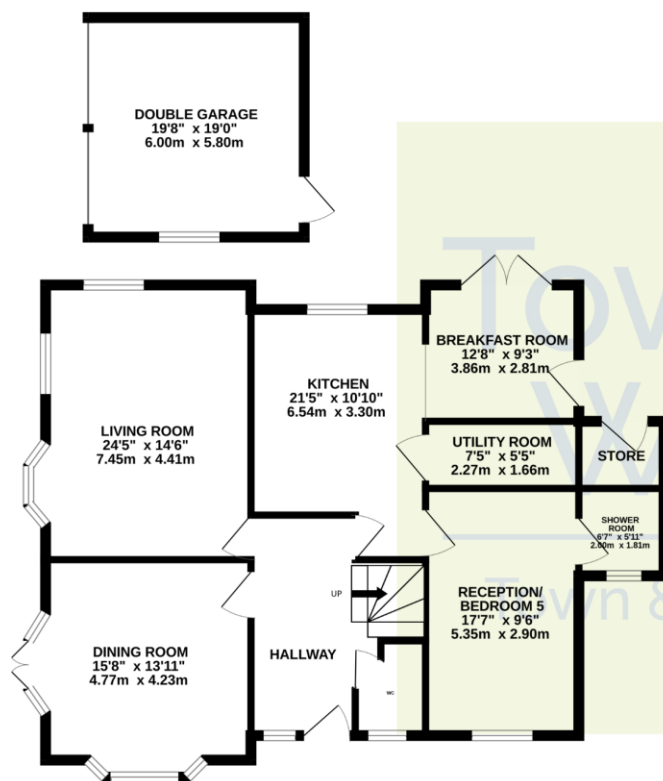 DOUBLE GARAGE
19'8" x 19'0"
6.00m x 5.80m
BREAKFAST ROOM
12'8" x 9'3"
3.86m x 2.81m
KITCHEN
21'5" x 10'10"
6.54m x 3.30m
LIVING ROOM
24'5" x 14'6"
7.45m x 4.41m
UTILITY ROOM
7'5" x 5'5"
2.27m x 1.66m
STORE
SHOWER
ROOM
6'7" x 5'11"
2.00m x 1.81m
UP
RECEPTION/
BEDROOM 5
17'7" x 9'6"
5.35m x 2.90m
DINING ROOM
15'8" x 13'11"
4.77m x 4.23m
HALLWAY
WC
Town &